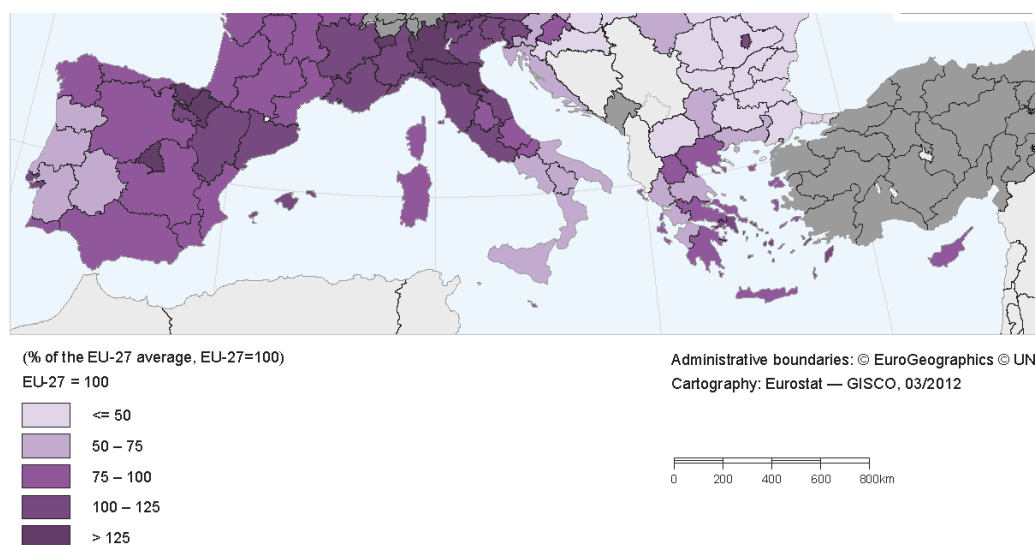 (% of the EU-27 average, EU-27=100)
EU-27 = 100
<= 50
50 – 75
75 – 100
100 – 125
> 125
Administrative boundaries: © EuroGeographics © UN
Cartography: Eurostat — GISCO, 03/2012
0 200 400 600 800km